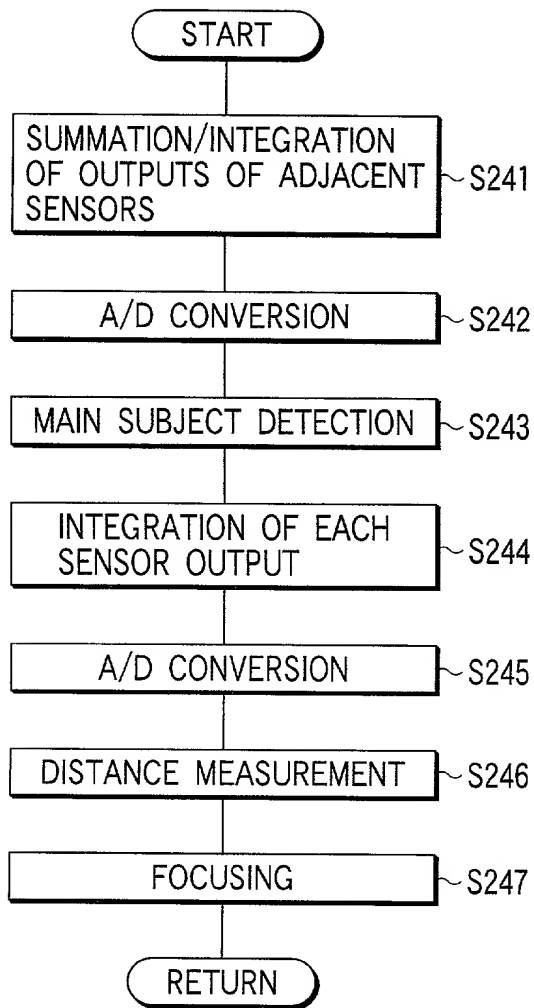 START
SUMMATION/INTEGRATION
OF OUTPUTS OF ADJACENT
SENSORS
S241
A/D CONVERSION
S242
MAIN SUBJECT DETECTION
S243
INTEGRATION OF EACH
SENSOR OUTPUT
S244
A/D CONVERSION
S245
DISTANCE MEASUREMENT
S246
FOCUSING
S247
RETURN